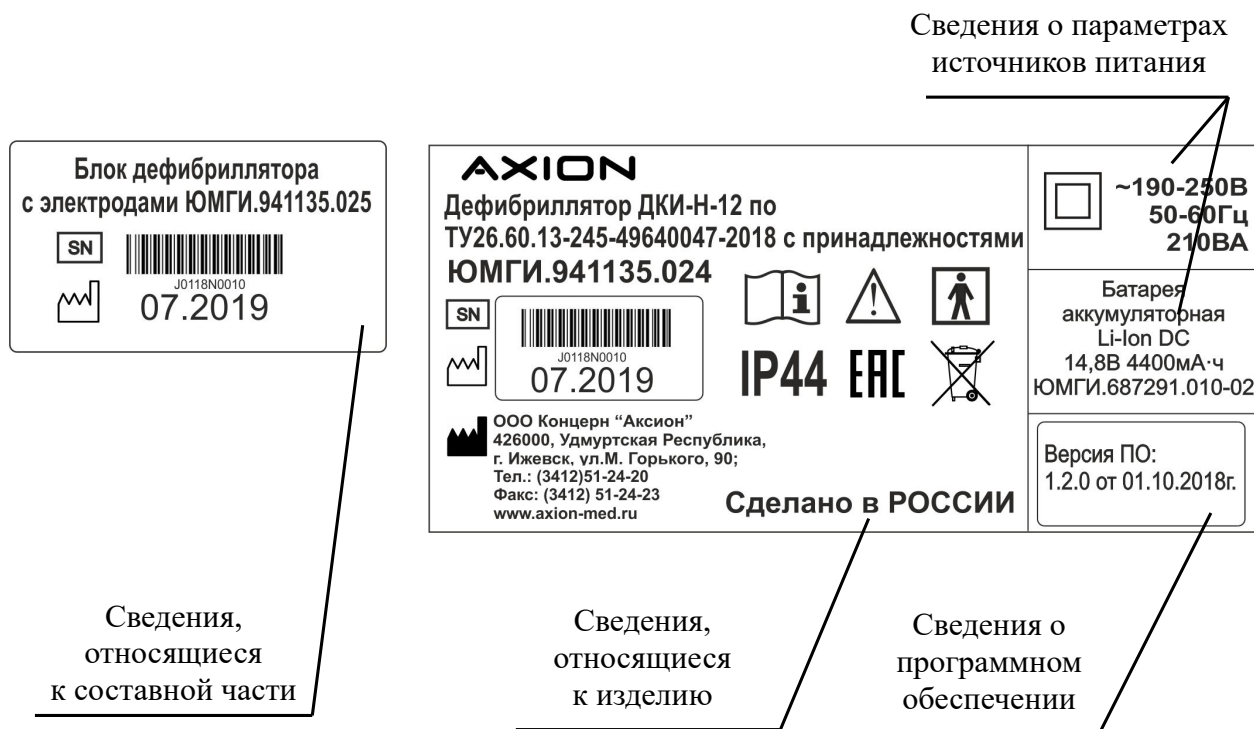 Сведения о параметрах
источников питания
Блок дефибриллятора
с электродами ЮМГИ.941135.025
SN
J0118N0010
07.2019
AXION
Дефибриллятор ДКИ-Н-12 по
ТУ26.60.13-245-49640047-2018 с принадлежностями
ЮМГИ.941135.024
SN
J0118N0010
07.2019
IP44 EAC
ООО Концерн “Аксион”
426000, Удмуртская Республика,
г. Ижевск, ул.М. Горького, 90;
Тел.: (3412)51-24-20
Факс: (3412) 51-24-23
www.axion-med.ru
Сделано в РОССИИ
~190-250В
50-60Гц
210ВА
Батарея
аккумуляторная
Li-Ion DC
14,8В 4400мА·ч
ЮМГИ.687291.010-02
Версия ПО:
1.2.0 от 01.10.2018г.
Сведения,
относящиеся
к составной части
Сведения,
относящиеся
к изделию
Сведения о
программном
обеспечении